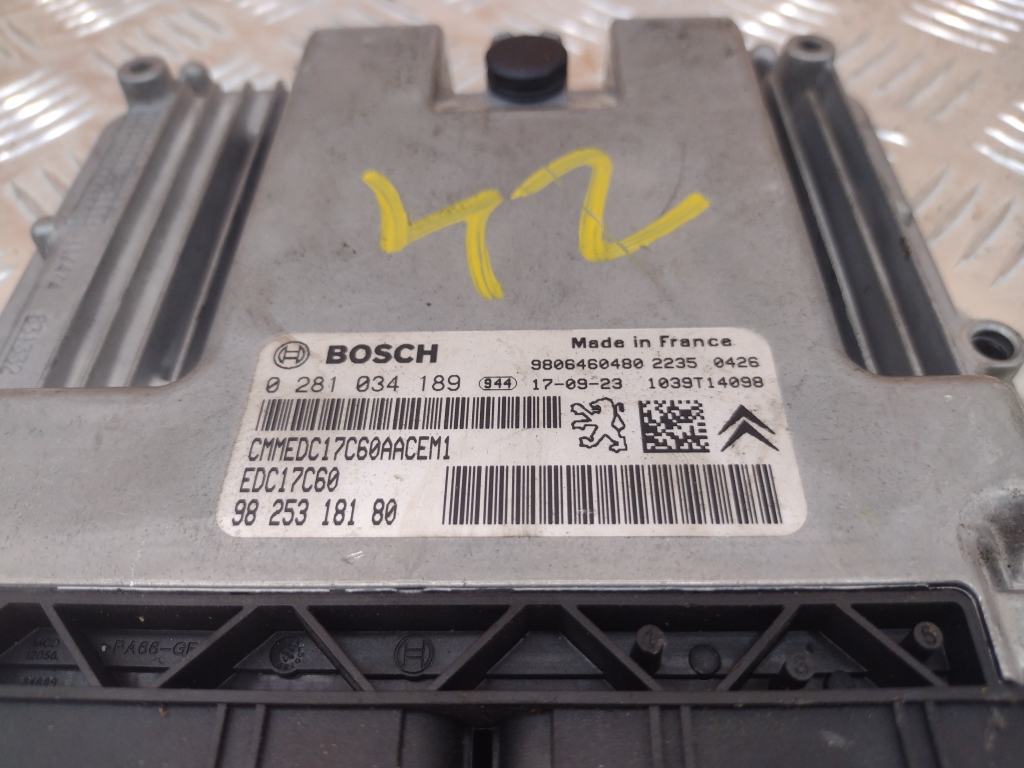 42
BOSCH
Made in France
9806460480 2235 0426
0 281 034 189 944 17-09-23 1039T14098
CMMEDC17C60AACEM1
EDC17C60
98 253 181 80
PA66-GF